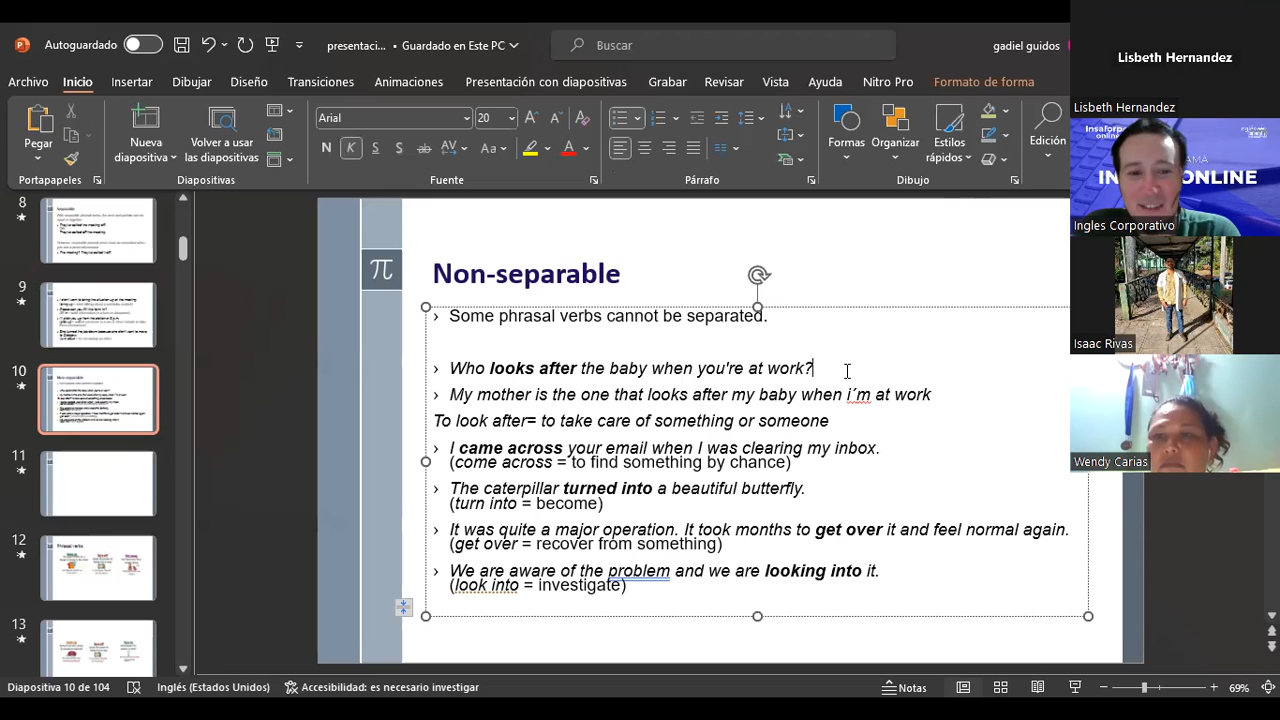 Autoguardado
presentaci... • Guardado en Este PC
Buscar
gadiel guidos
Archivo Inicio Insertar Dibujar Diseño Transiciones Animaciones Presentación con diapositivas Grabar Revisar Vista Ayuda Nitro Pro Formato de forma
Pegar
Nueva diapositiva
Volver a usar las diapositivas
Arial 20
Formas Organizar Estilos rápidos
Edición
Portapapeles Diapositivas Fuente Párrafo Dibujo
Lisbeth Hernandez
Lisbeth Hernandez
Ingles Corporativo
Isaac Rivas
Wendy Carias
8
9
10
11
12
Phrasal verbs
13
π
Non-separable
› Some phrasal verbs cannot be separated.
› Who looks after the baby when you're at work?
› My mother is the one that looks after my baby when i´m at work
To look after= to take care of something or someone
› I came across your email when I was clearing my inbox.
(come across = to find something by chance)
› The caterpillar turned into a beautiful butterfly.
(turn into = become)
› It was quite a major operation. It took months to get over it and feel normal again.
(get over = recover from something)
› We are aware of the problem and we are looking into it.
(look into = investigate)
Diapositiva 10 de 104 Inglés (Estados Unidos) Accesibilidad: es necesario investigar Notas 69%